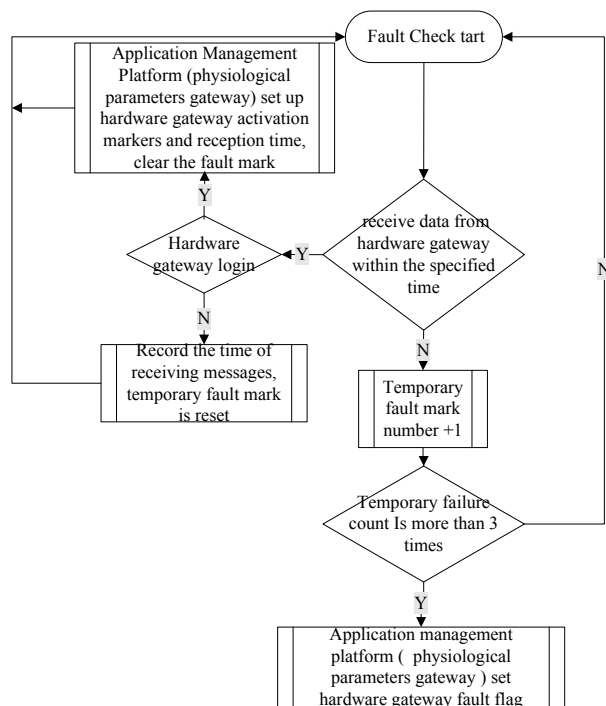 Fault Check tart
Application Management
Platform (physiological
parameters gateway) set up
hardware gateway activation
markers and reception time,
clear the fault mark
Y
N
receive data from
hardware gateway
within the specified
time
Y
Hardware
gateway login
N
Record the time of
receiving messages,
temporary fault mark
is reset
N
Temporary
fault mark
number +1
Temporary failure
count Is more than 3
times
Y
Application management
platform ( physiological
parameters gateway ) set
hardware gateway fault flag